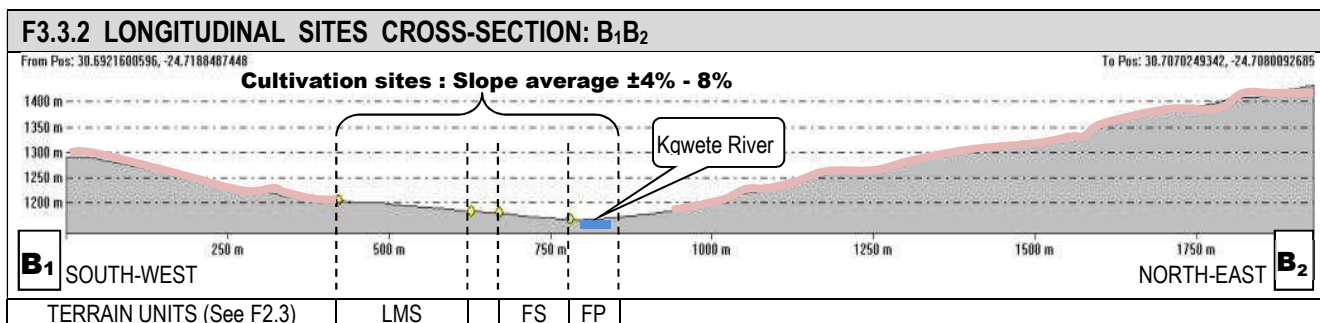 F3.3.2 LONGITUDINAL SITES CROSS-SECTION: B₁B₂
From Pos: 30.6921600596, -24.7188487448
To Pos: 30.7070249342, -24.7080092685
Cultivation sites : Slope average ±4% - 8%
1400 m
1350 m
1300 m
1250 m
1200 m
Kqwete River
250 m
500 m
750 m
1000 m
1250 m
1500 m
1750 m
B₁
SOUTH-WEST
NORTH-EAST
B₂
TERRAIN UNITS (See F2.3)
LMS
FS
FP